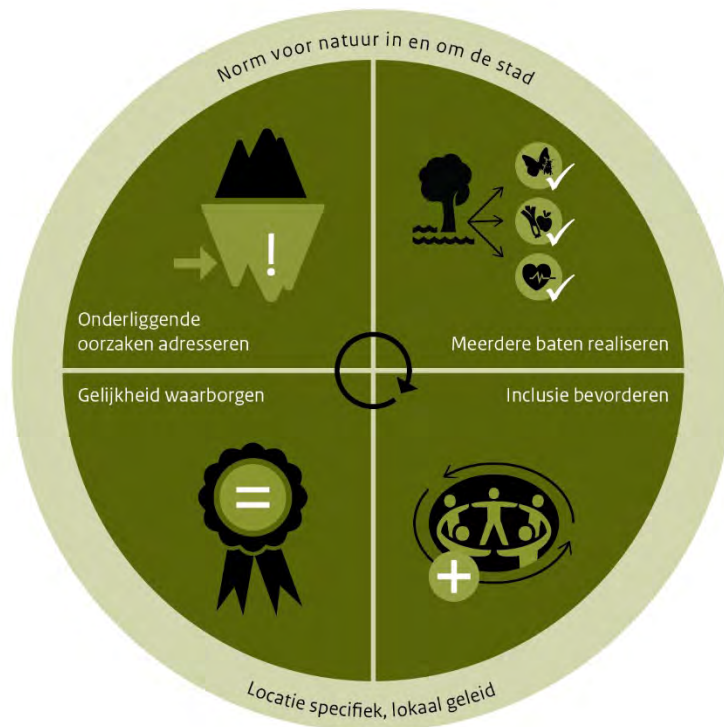 Norm voor natuur in en om de stad
Onderliggende
oorzaken adresseren
Meerdere baten realiseren
Gelijkheid waarborgen
Inclusie bevorderen
Locatie specifiek, lokaal geleid